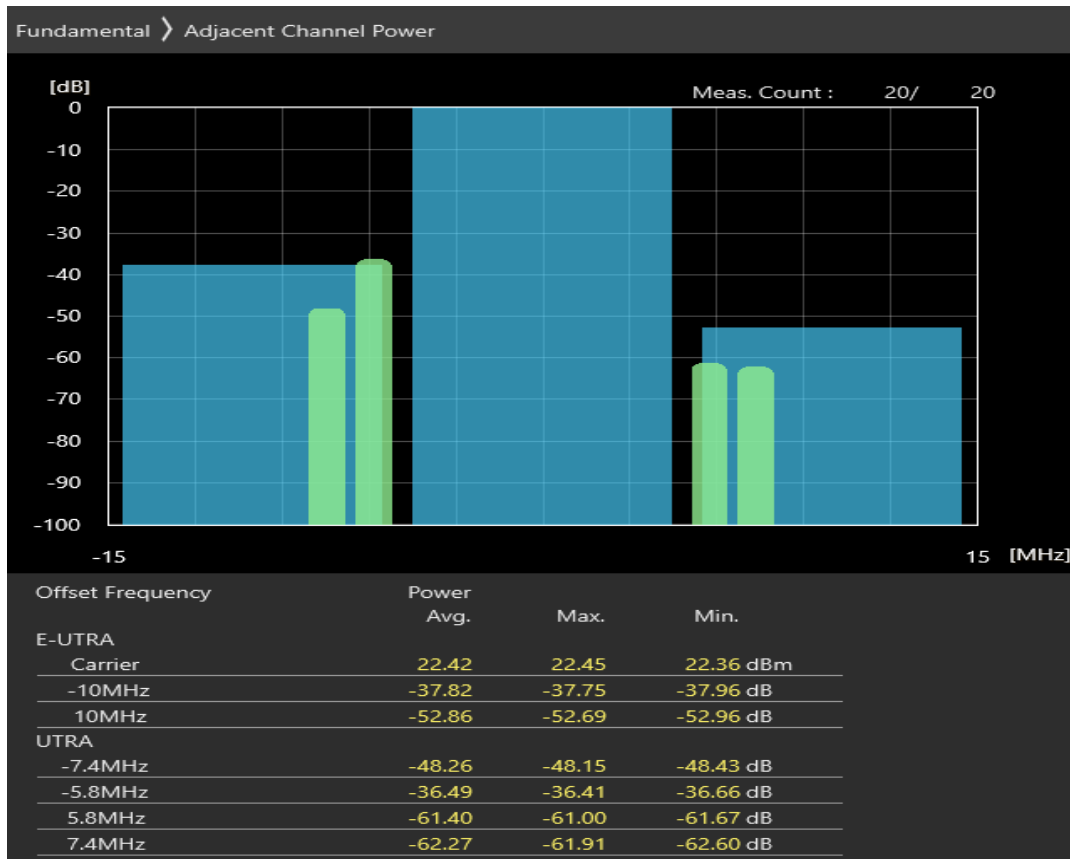 Fundamental ❯ Adjacent Channel Power
[dB]
Meas. Count : 20/ 20
0
-10
-20
-30
-40
-50
-60
-70
-80
-90
-100
-15 15 [MHz]
Offset Frequency Power
Avg. Max. Min.
E-UTRA
Carrier 22.42 22.45 22.36 dBm
-10MHz -37.82 -37.75 -37.96 dB
10MHz -52.86 -52.69 -52.96 dB
UTRA
-7.4MHz -48.26 -48.15 -48.43 dB
-5.8MHz -36.49 -36.41 -36.66 dB
5.8MHz -61.40 -61.00 -61.67 dB
7.4MHz -62.27 -61.91 -62.60 dB